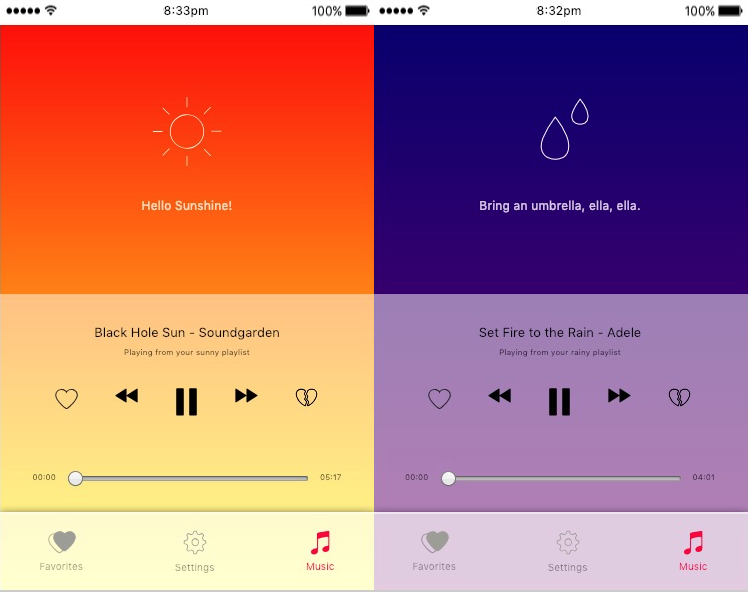 8:33pm 100%
Hello Sunshine!
Black Hole Sun - Soundgarden
Playing from your sunny playlist
00:00 05:17
Favorites Settings Music
8:32pm 100%
Bring an umbrella, ella, ella.
Set Fire to the Rain - Adele
Playing from your rainy playlist
00:00 04:01
Favorites Settings Music